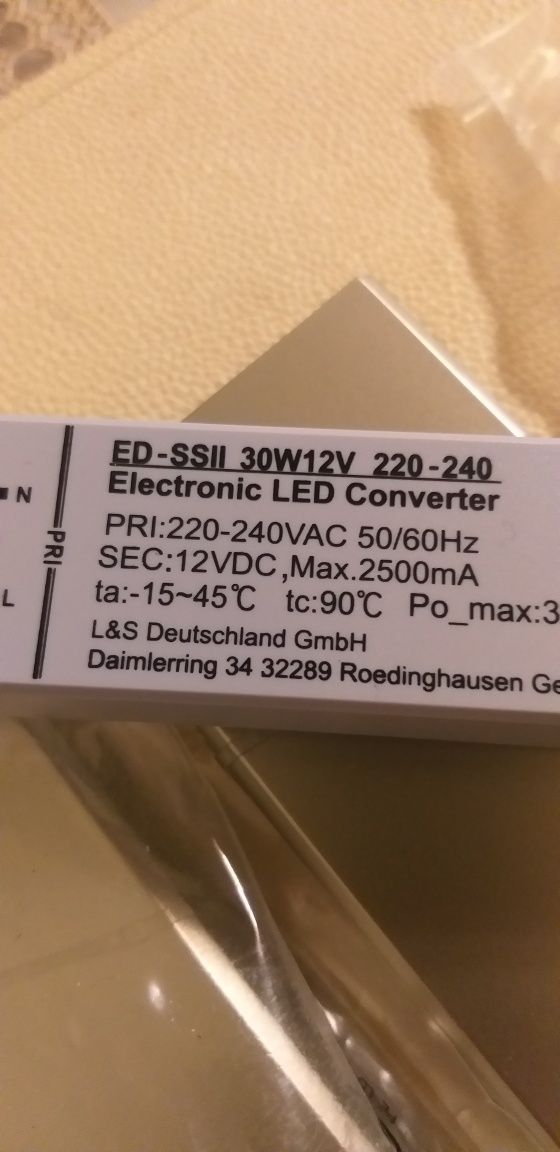 ED-SSII 30W12V 220-240
Electronic LED Converter
PRI:220-240VAC 50/60Hz
SEC:12VDC,Max.2500mA
ta:-15~45℃ tc:90℃ Po_max:3
L&S Deutschland GmbH
Daimlerring 34 32289 Roedinghausen Ge
N
PRI
L